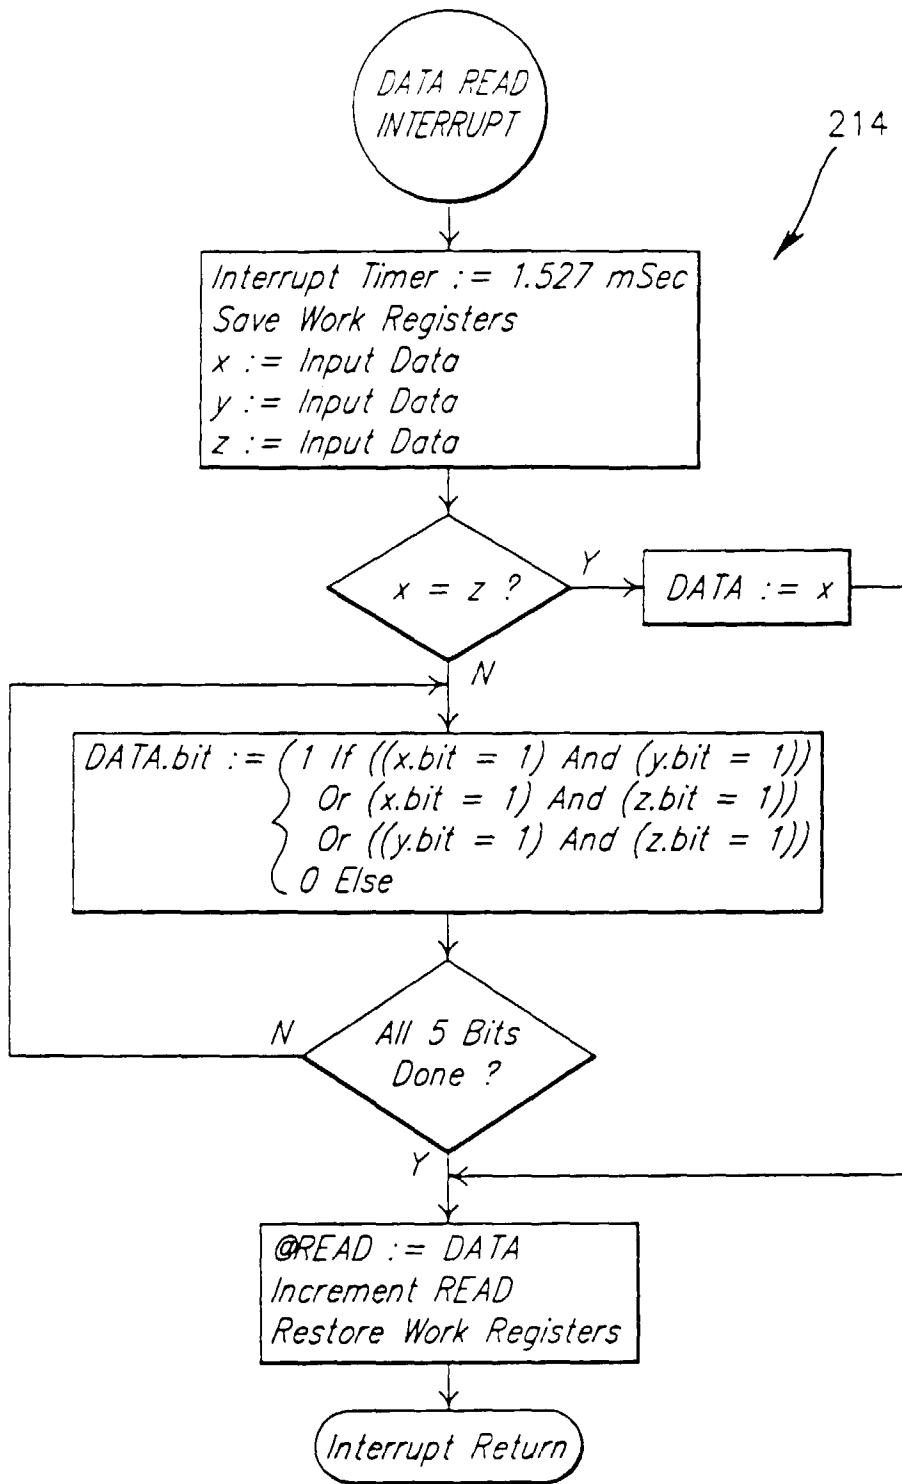 DATA READ
INTERRUPT
214
Interrupt Timer := 1.527 mSec
Save Work Registers
x := Input Data
y := Input Data
z := Input Data
x = z ?
Y
DATA := x
N
DATA.bit := { 1 If ((x.bit = 1) And (y.bit = 1))
Or (x.bit = 1) And (z.bit = 1))
Or ((y.bit = 1) And (z.bit = 1))
0 Else
N
All 5 Bits
Done ?
Y
@READ := DATA
Increment READ
Restore Work Registers
Interrupt Return